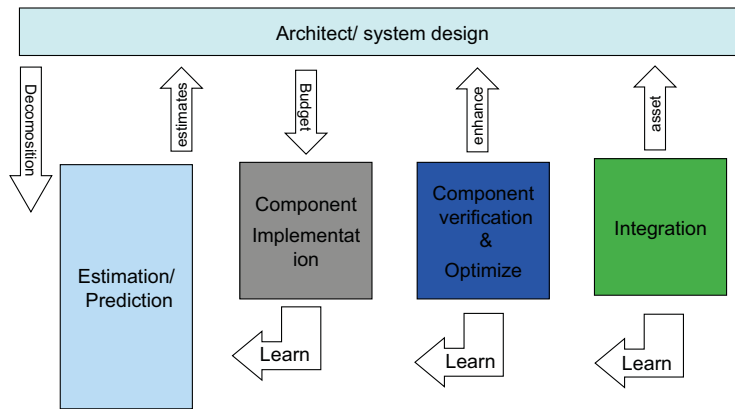 Architect/ system design
Decomosition
estimates
Budget
enhance
asset
Estimation/
Prediction
Component
Implementat
ion
Component
verification
&
Optimize
Integration
Learn
Learn
Learn